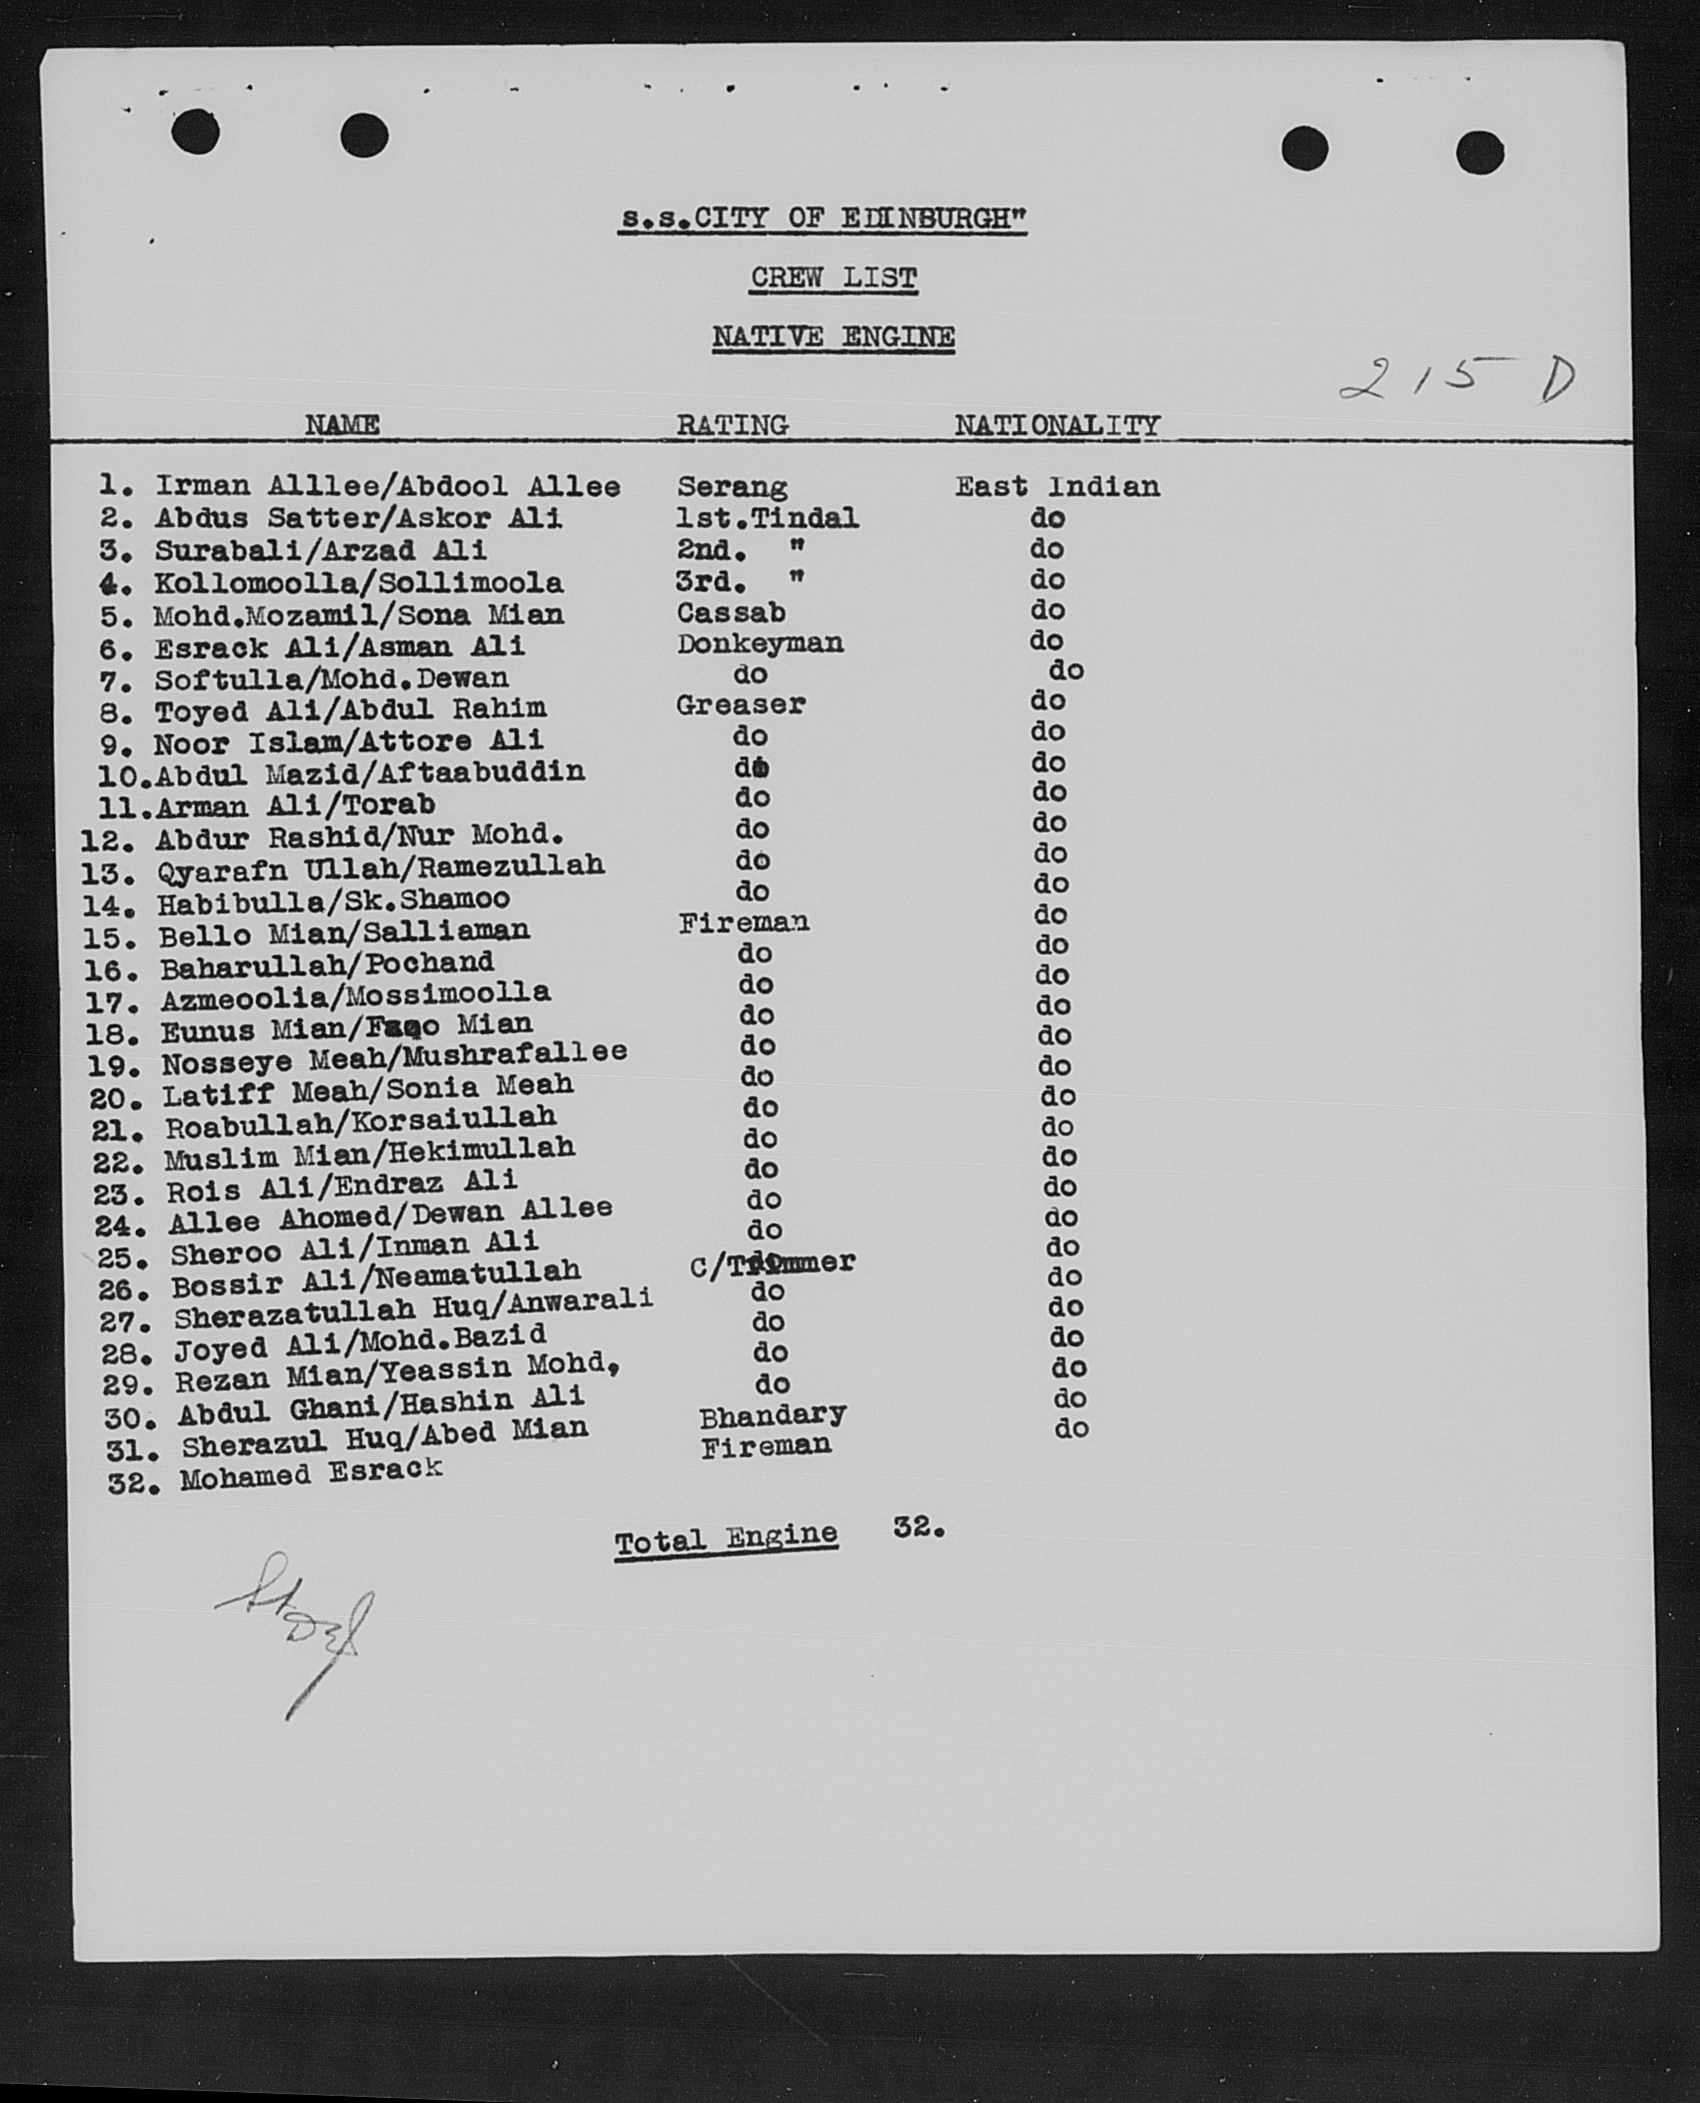 s.s.CITY OF EDINBURGH"
CREW LIST
NATIVE ENGINE
215 D
NAME RATING NATIONALITY
1. Irman Alllee/Abdool Allee Serang East Indian
2. Abdus Satter/Askor Ali 1st.Tindal do
3. Surabali/Arzad Ali 2nd. " do
4. Kollomoolla/Sollimoola 3rd. " do
5. Mohd.Mozamil/Sona Mian Cassab do
6. Esrack Ali/Asman Ali Donkeyman do
7. Softulla/Mohd.Dewan do do
8. Toyed Ali/Abdul Rahim Greaser do
9. Noor Islam/Attore Ali do do
10.Abdul Mazid/Aftaabuddin do do
11.Arman Ali/Torab do do
12. Abdur Rashid/Nur Mohd. do do
13. Qyarafn Ullah/Ramezullah do do
14. Habibulla/Sk.Shamoo do do
15. Bello Mian/Salliaman Fireman do
16. Baharullah/Pochand do do
17. Azmeoolia/Mossimoolla do do
18. Eunus Mian/ Mian do do
19. Nosseye Meah/Mushrafallee do do
20. Latiff Meah/Sonia Meah do do
21. Roabullah/Korsaiullah do do
22. Muslim Mian/Hekimullah do do
23. Rois Ali/Endraz Ali do do
24. Allee Ahomed/Dewan Allee do do
25. Sheroo Ali/Inman Ali do do
26. Bossir Ali/Neamatullah C/Trimmer do
27. Sherazatullah Huq/Anwarali do do
28. Joyed Ali/Mohd.Bazid do do
29. Rezan Mian/Yeassin Mohd, do do
30. Abdul Ghani/Hashin Ali do do
31. Sherazul Huq/Abed Mian Bhandary do
32. Mohamed Esrack Fireman do
Total Engine 32.